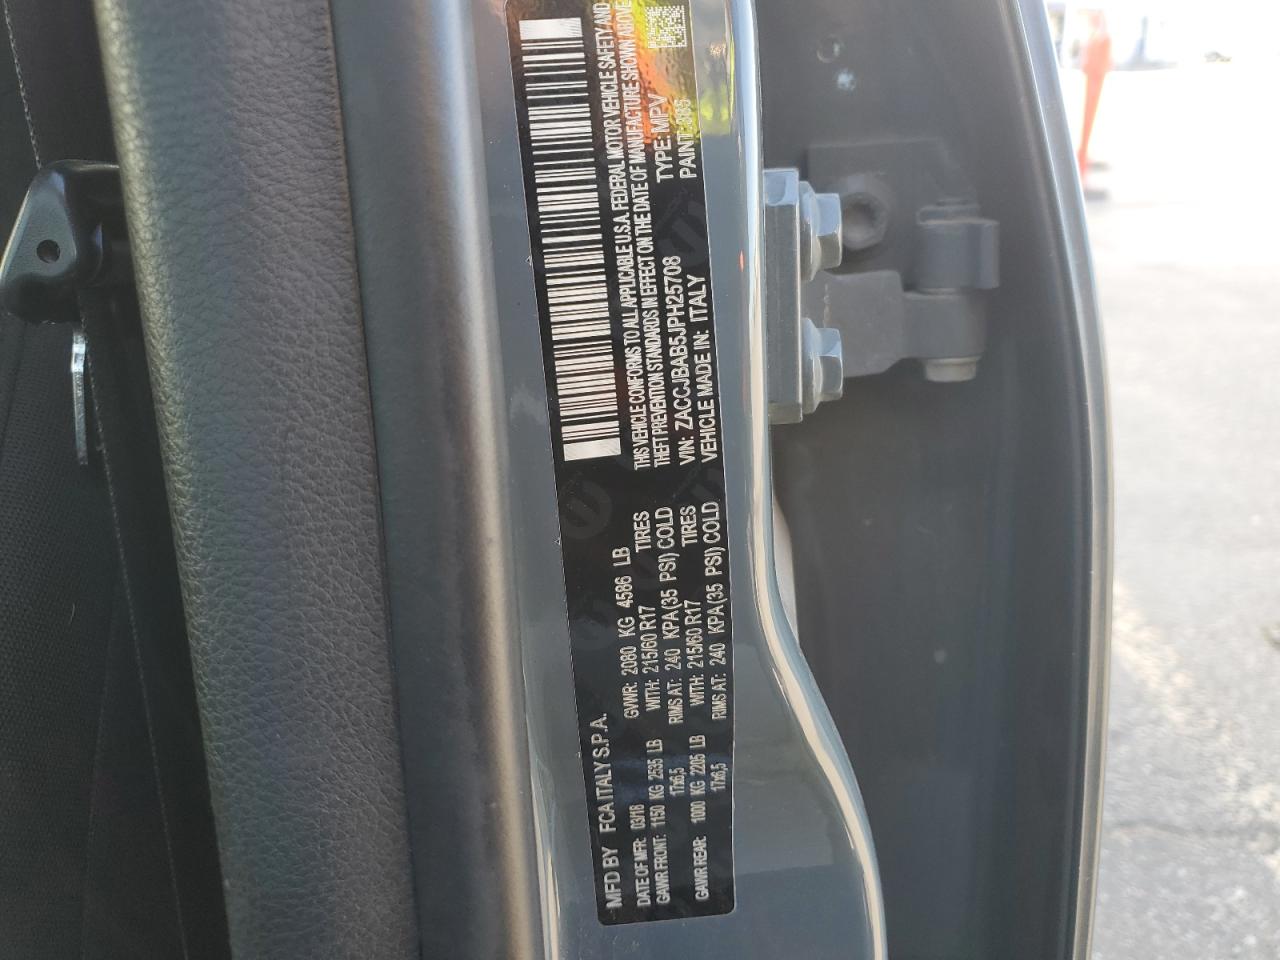 MFD BY FCA ITALY S.P.A.
DATE OF MFR: 03/18 GVWR: 2080 KG 4586 LB
GAWR FRONT: 1150 KG 2535 LB WITH: 215/60 R17 TIRES
17x6,5 RIMS AT: 240 KPA(35 PSI) COLD
GAWR REAR: 1000 KG 2205 LB WITH: 215/60 R17 TIRES
17x6,5 RIMS AT: 240 KPA(35 PSI) COLD
THIS VEHICLE CONFORMS TO ALL APPLICABLE U.S.A. FEDERAL MOTOR VEHICLE SAFETY AND
THEFT PREVENTION STANDARDS IN EFFECT ON THE DATE OF MANUFACTURE SHOWN ABOVE
VIN: ZACCJBAB5JPH25708 TYPE: MPV
VEHICLE MADE IN: ITALY PAINT: